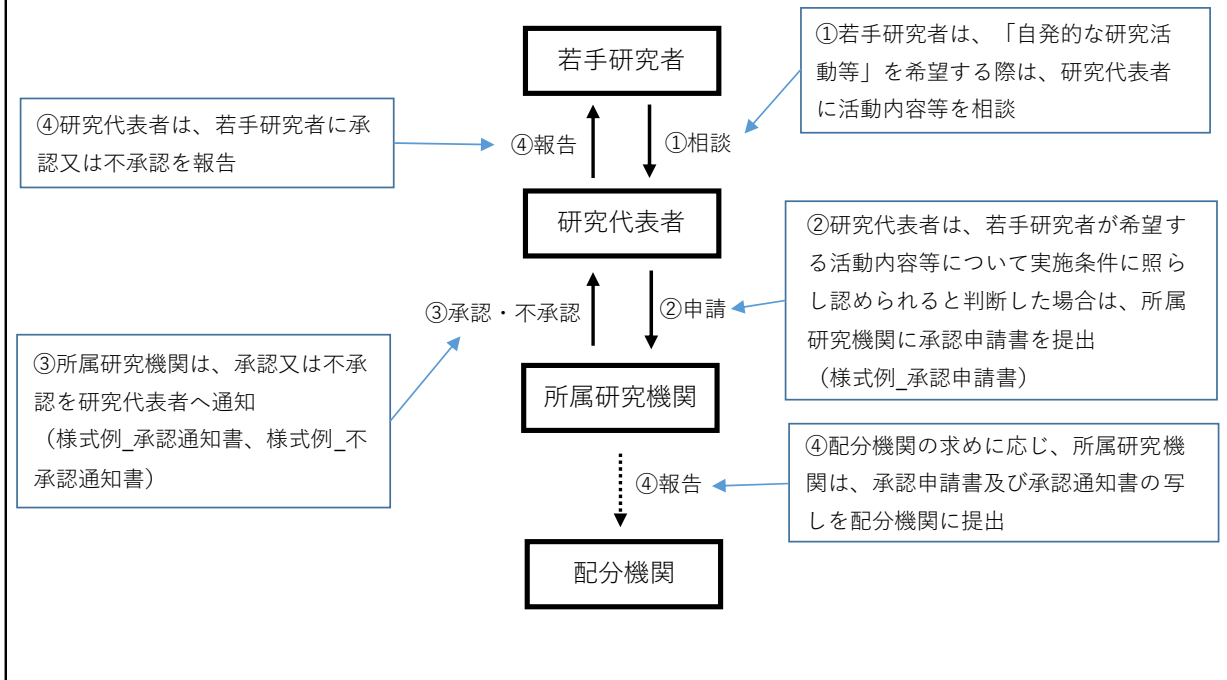 若手研究者
①若手研究者は、「自発的な研究活
動等」を希望する際は、研究代表者
に活動内容等を相談
④研究代表者は、若手研究者に承
認又は不承認を報告
④報告
①相談
研究代表者
②研究代表者は、若手研究者が希望す
る活動内容等について実施条件に照ら
し認められると判断した場合は、所属
研究機関に承認申請書を提出
（様式例_承認申請書）
③承認・不承認
②申請
③所属研究機関は、承認又は不承
認を研究代表者へ通知
（様式例_承認通知書、様式例_不
承認通知書）
所属研究機関
④配分機関の求めに応じ、所属研究機
関は、承認申請書及び承認通知書の写
しを配分機関に提出
④報告
配分機関